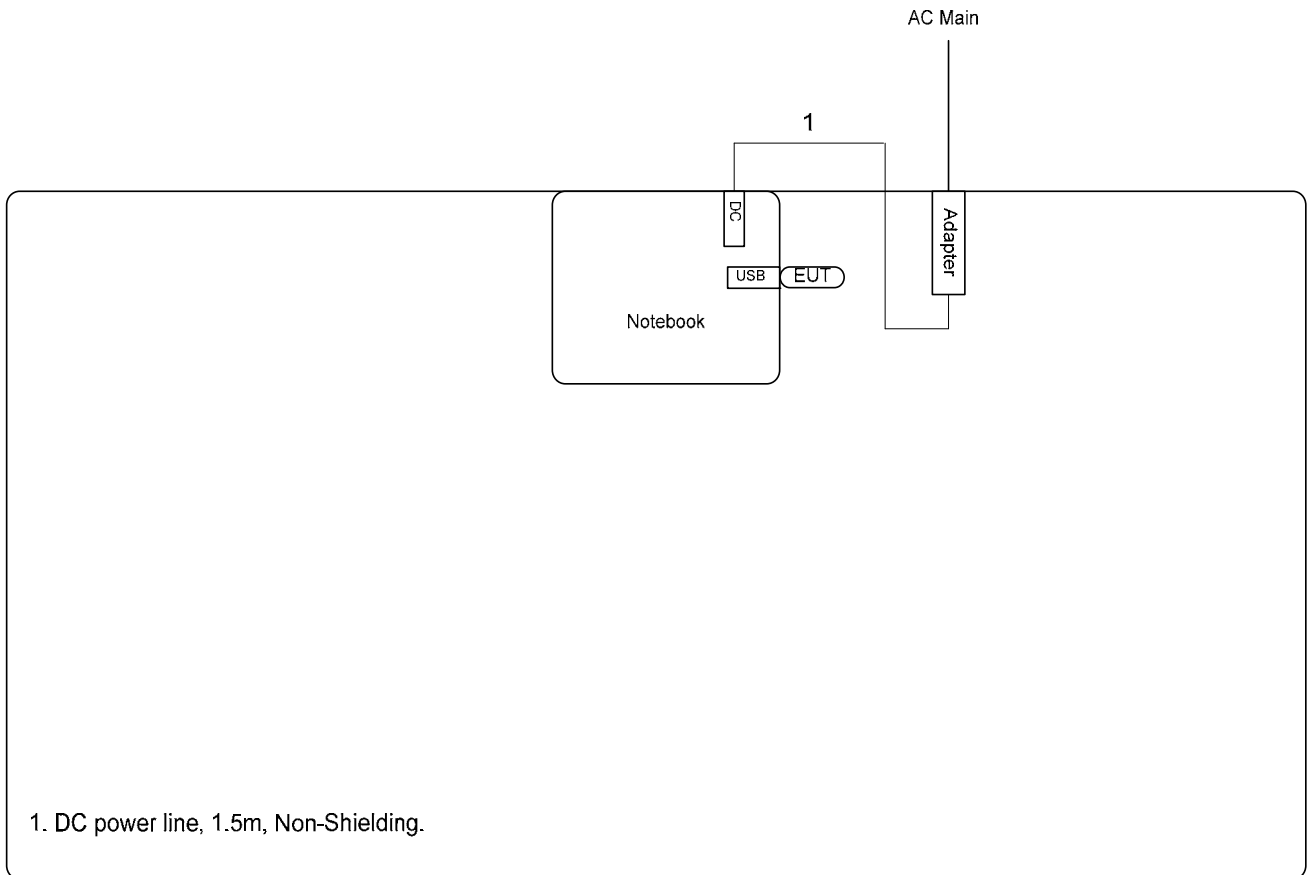 AC Main
1
DC
Adapter
USB
EUT
Notebook
1. DC power line, 1.5m, Non-Shielding.